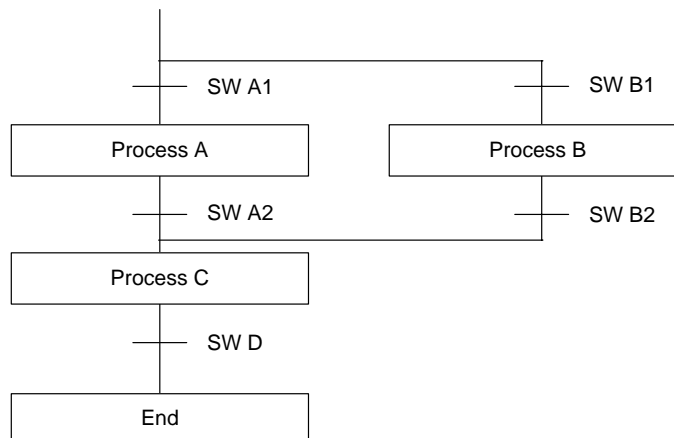 SW A1
SW B1
Process A
Process B
SW A2
SW B2
Process C
SW D
End